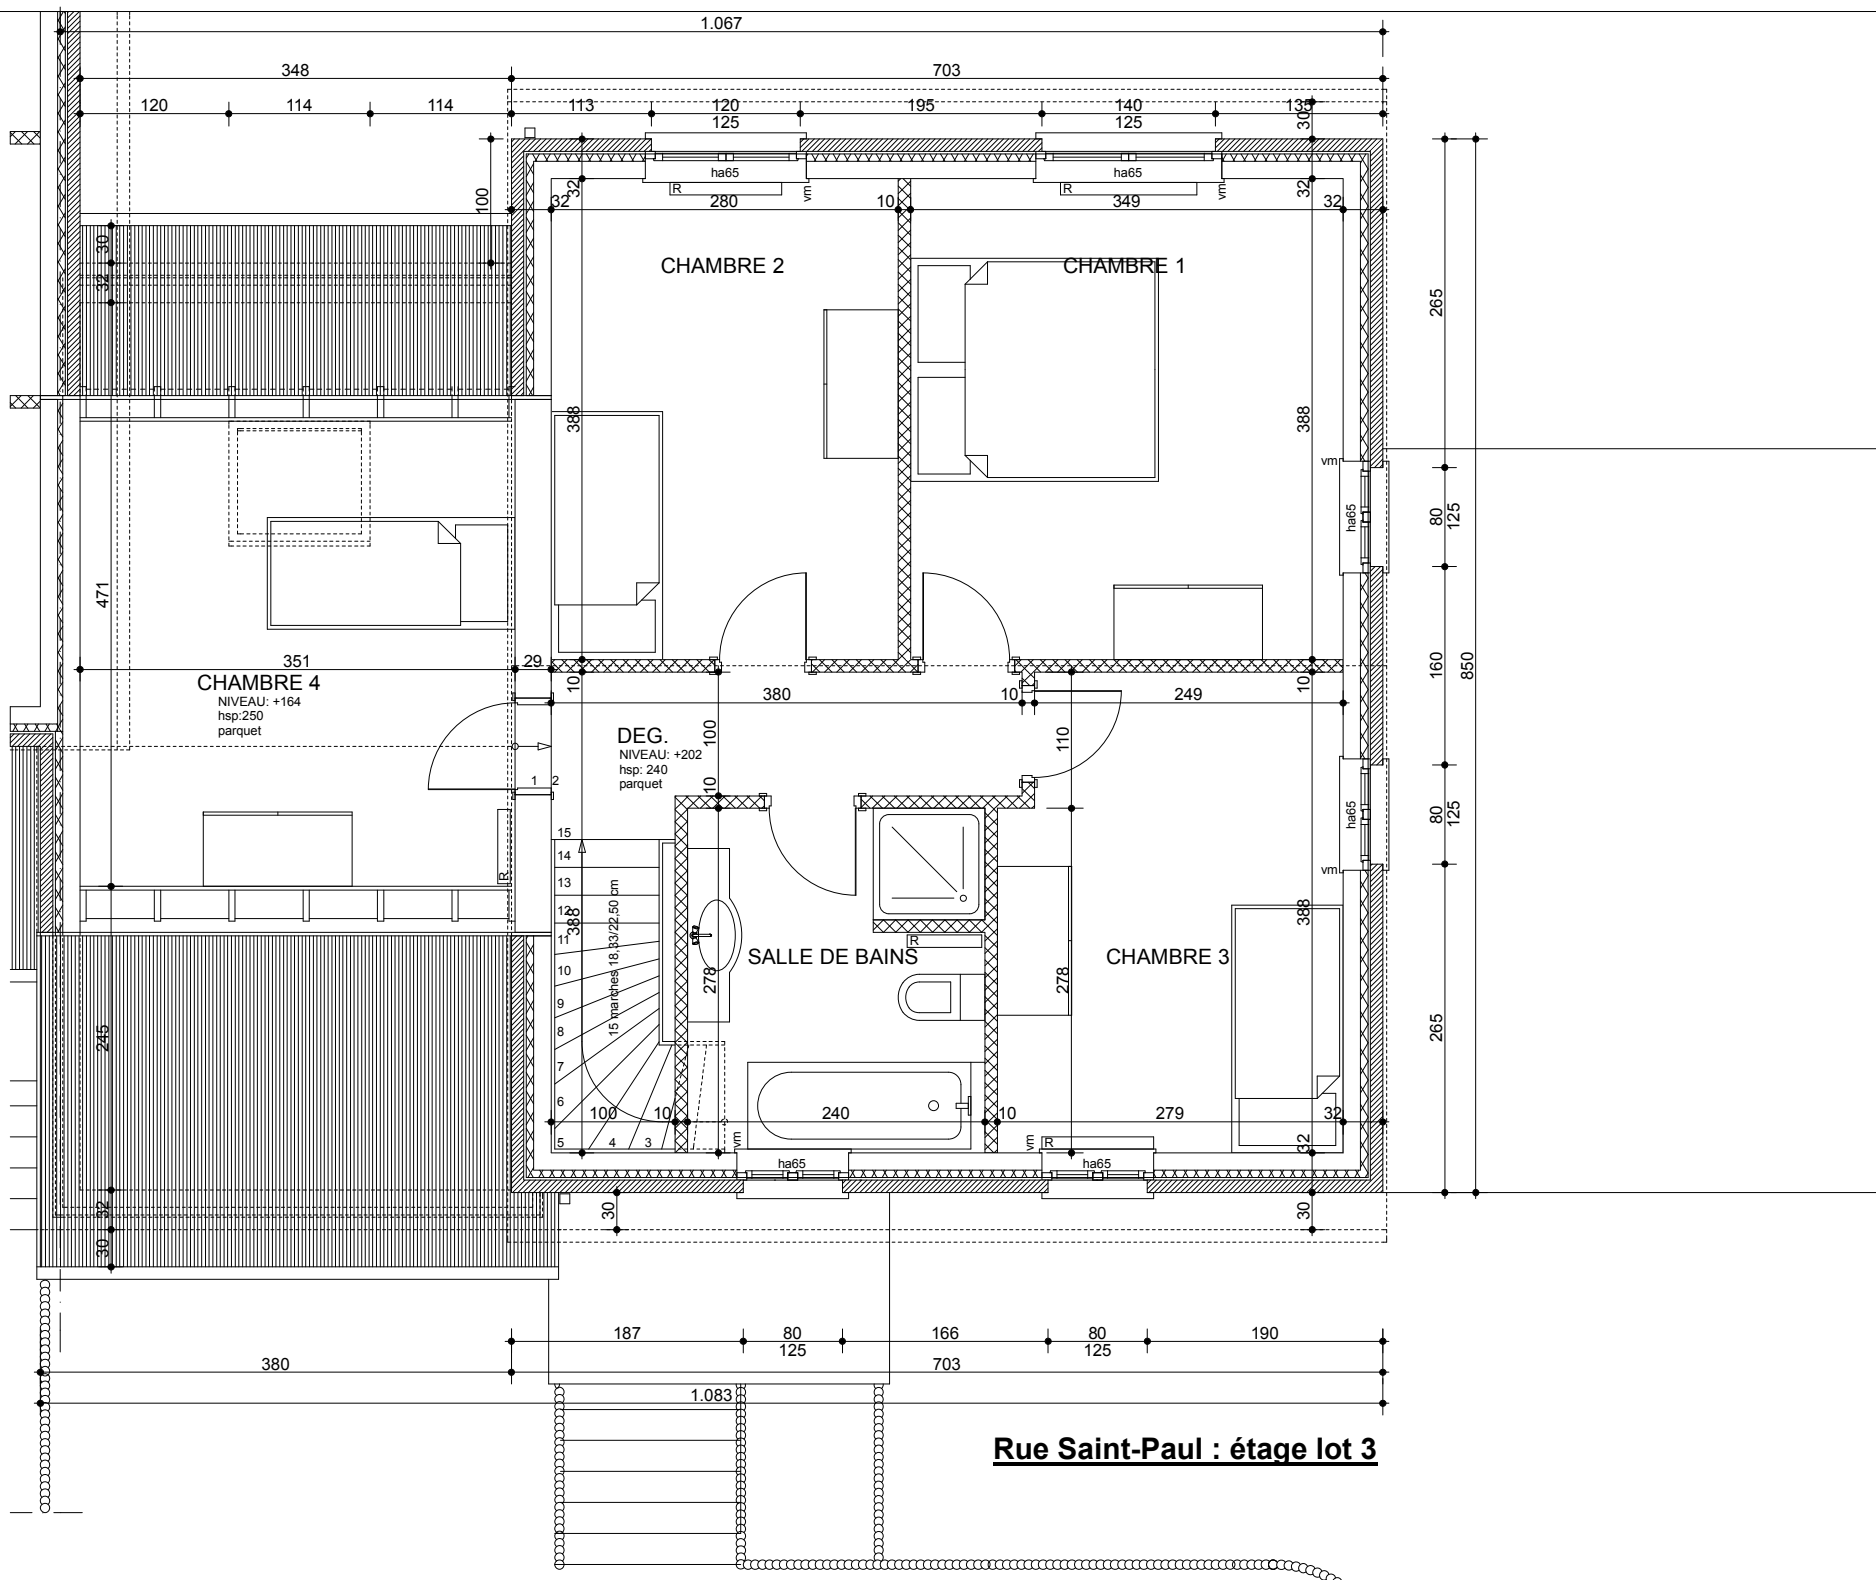 1.067
348
703
120
114
114
113
120
195
140
135
125
125
30
ha65
ha65
R
vm
R
vm
32
32
100
32
280
10
349
32
30
32
CHAMBRE 2
CHAMBRE 1
265
388
388
vm
ha65
80
125
471
351
29
160
850
CHAMBRE 4
NIVEAU: +164
hsp:250
parquet
10
380
10
249
10
DEG.
NIVEAU: +202
hsp: 240
parquet
100
110
10
1 2
R
ha65
80
125
vm
15
14
13
12
11
10
9
8
7
6
5
4
3
388
15 marches 18,33/22,50 cm
R
SALLE DE BAINS
CHAMBRE 3
388
278
278
245
265
100
10
240
10
279
32
vm
vm
R
32
ha65
ha65
32
30
30
30
187
80
166
80
190
125
125
380
703
1.083
Rue Saint-Paul : étage lot 3